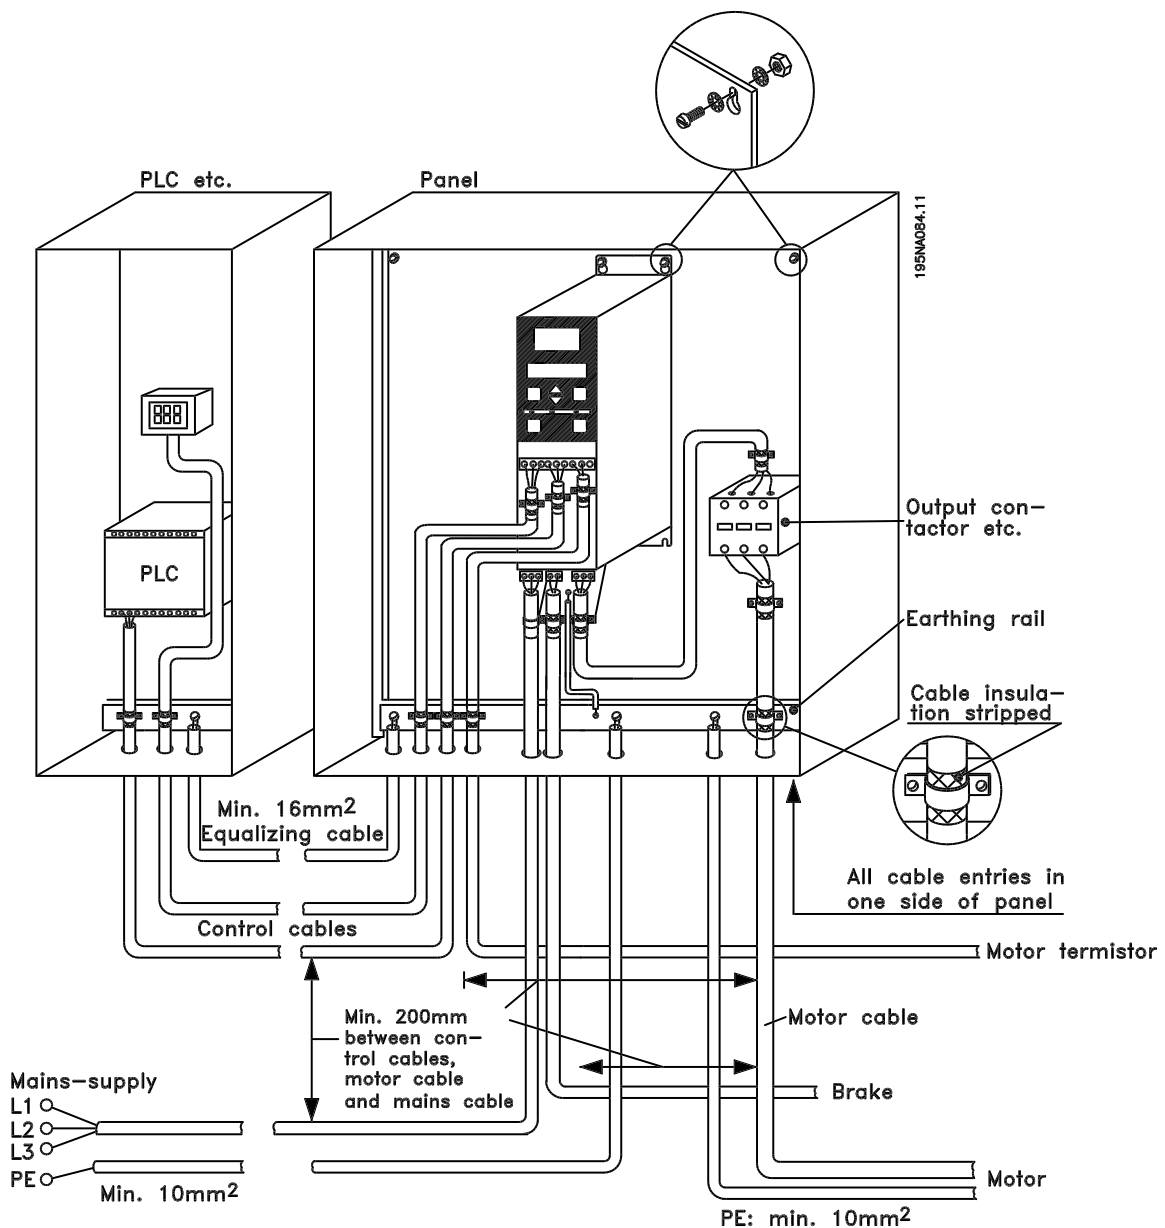 PLC etc.
Panel
195NA084.11
PLC
Output con-
tactor etc.
Earthing rail
Cable insula-
tion stripped
Min. 16mm2
Equalizing cable
All cable entries in
one side of panel
Control cables
Motor termistor
Min. 200mm
between con-
trol cables,
motor cable
and mains cable
Motor cable
Mains-supply
L1
L2
L3
PE
Brake
Min. 10mm2
Motor
PE: min. 10mm2